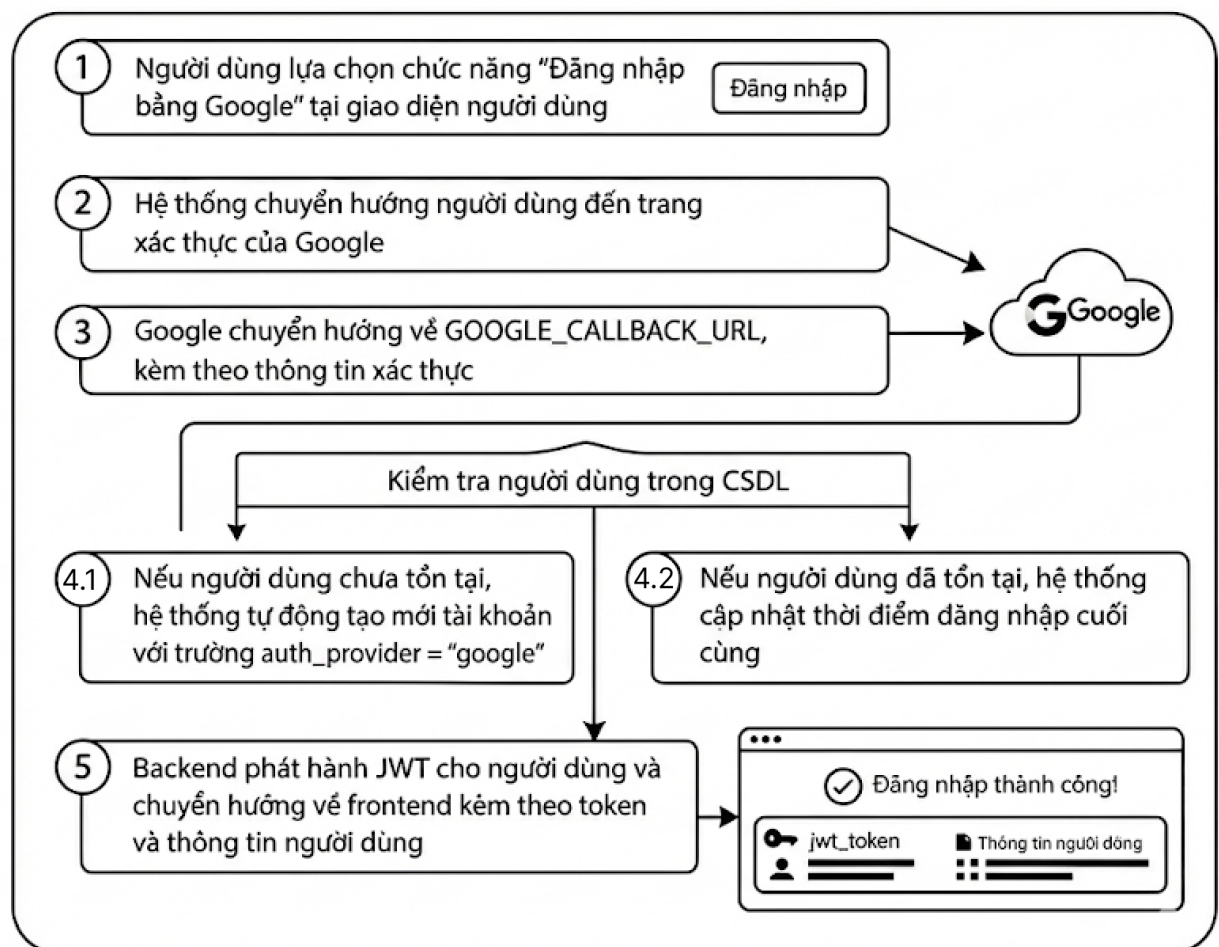 1
Người dùng lựa chọn chức năng “Đăng nhập
bằng Google” tại giao diện người dùng
Đăng nhập
2
Hệ thống chuyển hướng người dùng đến trang
xác thực của Google
3
Google chuyển hướng về GOOGLE_CALLBACK_URL,
kèm theo thông tin xác thực
Google
Kiểm tra người dùng trong CSDL
4.1
Nếu người dùng chưa tồn tại,
hệ thống tự động tạo mới tài khoản
với trường auth_provider = “google”
4.2
Nếu người dùng đã tồn tại, hệ thống
cập nhật thời điểm dăng nhập cuối
cùng
5
Backend phát hành JWT cho người dùng và
chuyển hướng về frontend kèm theo token
và thông tin người dùng
Đăng nhập thành công!
jwt_token
Thông tin người dông